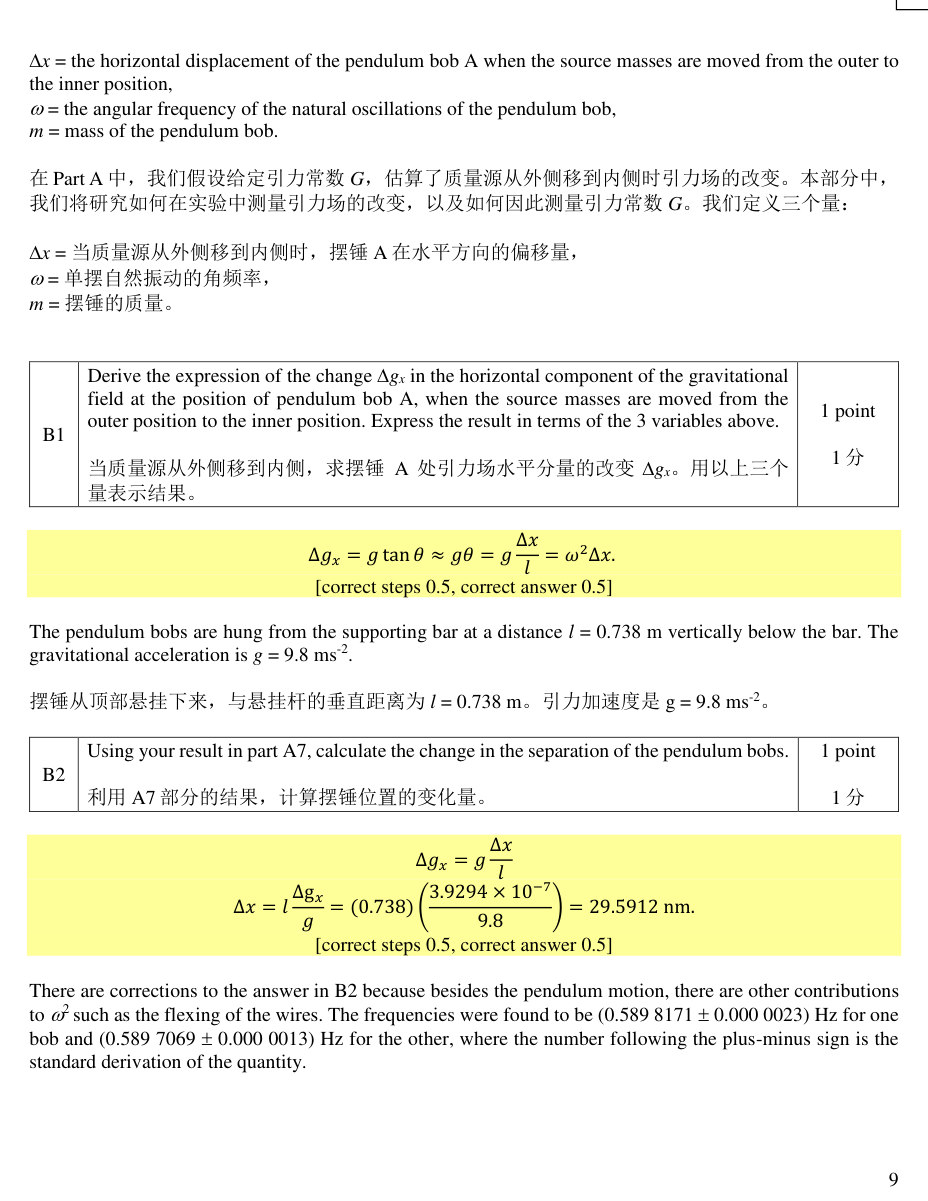 Δx = the horizontal displacement of the pendulum bob A when the source masses are moved from the outer to
the inner position,
ω = the angular frequency of the natural oscillations of the pendulum bob,
m = mass of the pendulum bob.
在 Part A 中，我们假设给定引力常数 G，估算了质量源从外侧移到内侧时引力场的改变。本部分中，
我们将研究如何在实验中测量引力场的改变，以及如何因此测量引力常数 G。我们定义三个量：
Δx = 当质量源从外侧移到内侧时，摆锤 A 在水平方向的偏移量，
ω = 单摆自然振动的角频率，
m = 摆锤的质量。
B1
Derive the expression of the change Δgₓ in the horizontal component of the gravitational
field at the position of pendulum bob A, when the source masses are moved from the
outer position to the inner position. Express the result in terms of the 3 variables above.
当质量源从外侧移到内侧，求摆锤 A 处引力场水平分量的改变 Δgₓ。用以上三个
量表示结果。
1 point
1 分
Δgₓ = g tan θ ≈ gθ = g Δx/l = ω²Δx.
[correct steps 0.5, correct answer 0.5]
The pendulum bobs are hung from the supporting bar at a distance l = 0.738 m vertically below the bar. The
gravitational acceleration is g = 9.8 ms⁻².
摆锤从顶部悬挂下来，与悬挂杆的垂直距离为 l = 0.738 m。引力加速度是 g = 9.8 ms⁻²。
B2
Using your result in part A7, calculate the change in the separation of the pendulum bobs.
利用 A7 部分的结果，计算摆锤位置的变化量。
1 point
1 分
Δgₓ = g Δx/l
Δx = l Δgₓ/g = (0.738) (3.9294 × 10⁻⁷/9.8) = 29.5912 nm.
[correct steps 0.5, correct answer 0.5]
There are corrections to the answer in B2 because besides the pendulum motion, there are other contributions
to ω² such as the flexing of the wires. The frequencies were found to be (0.589 8171 ± 0.000 0023) Hz for one
bob and (0.589 7069 ± 0.000 0013) Hz for the other, where the number following the plus-minus sign is the
standard derivation of the quantity.
9